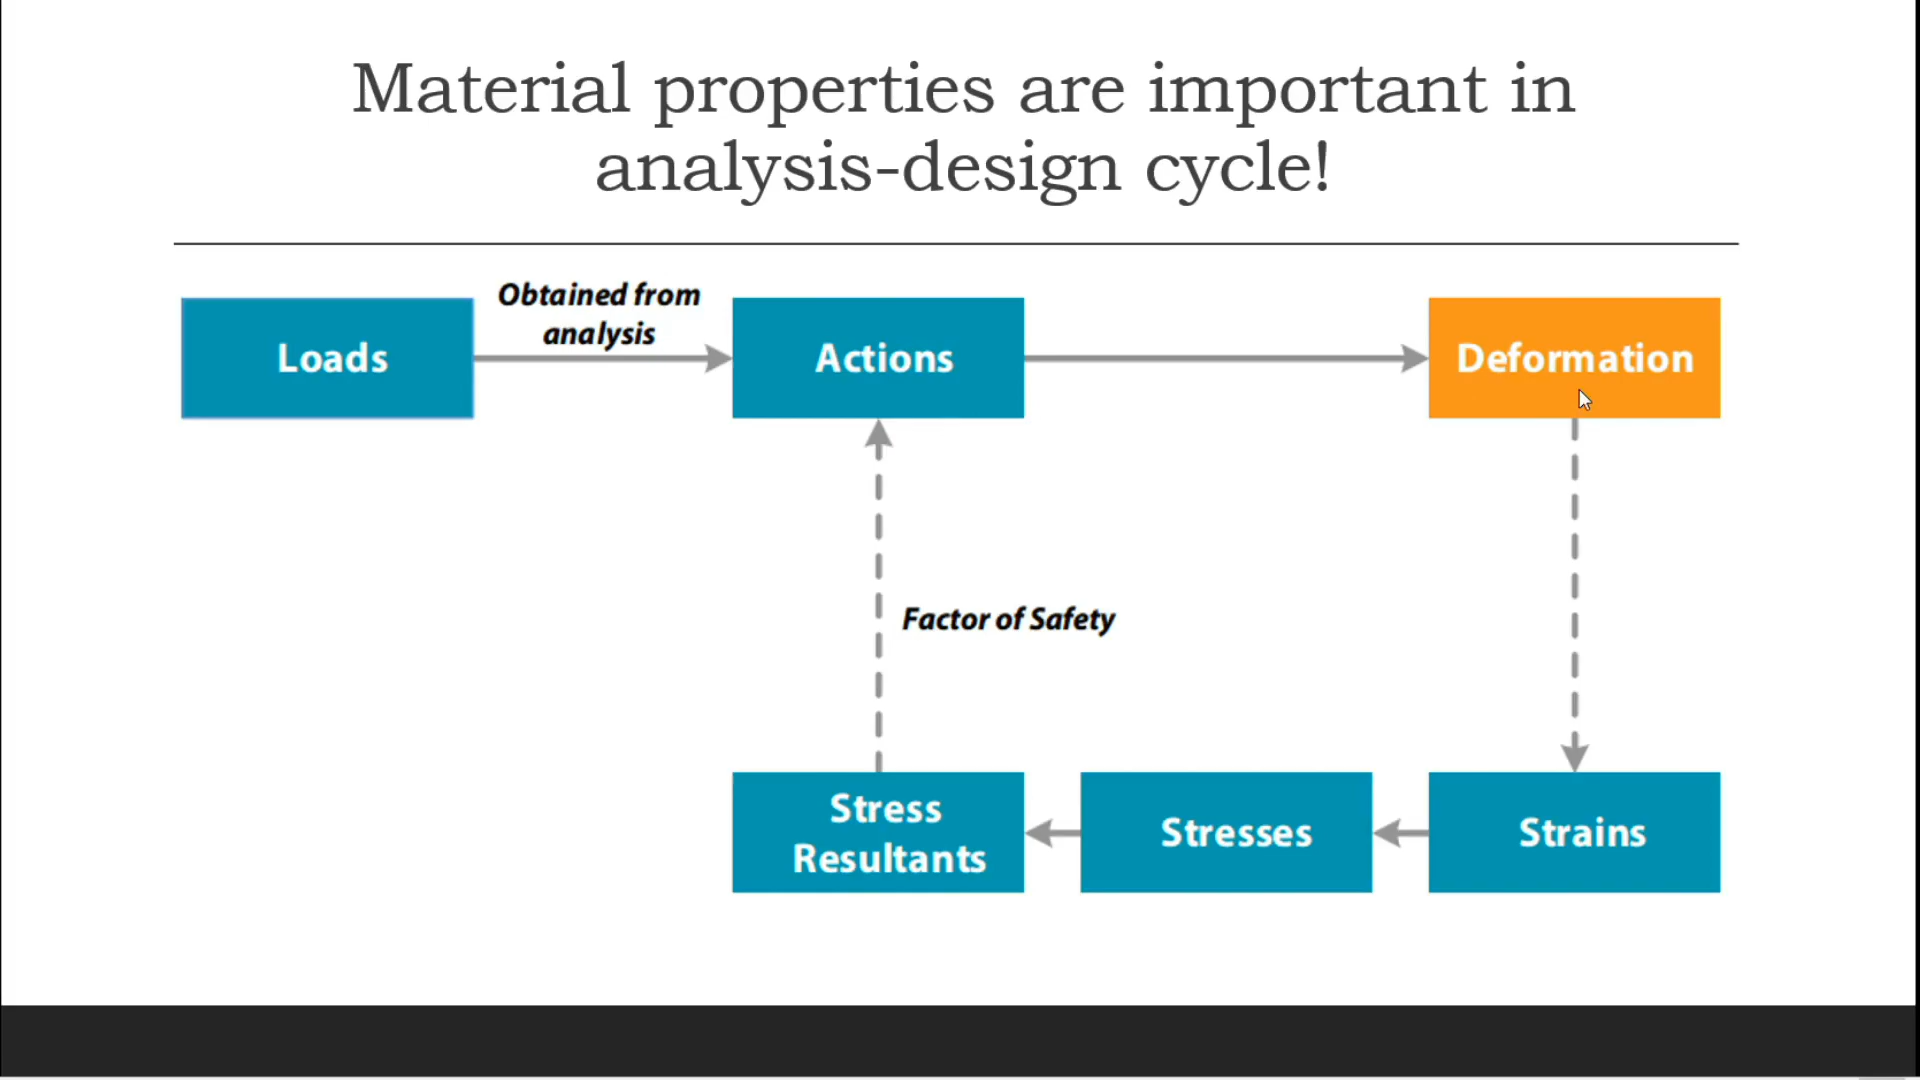 Material properties are important in
analysis-design cycle!
Obtained from
analysis
Loads
Actions
Deformation
Factor of Safety
Stress
Resultants
Stresses
Strains